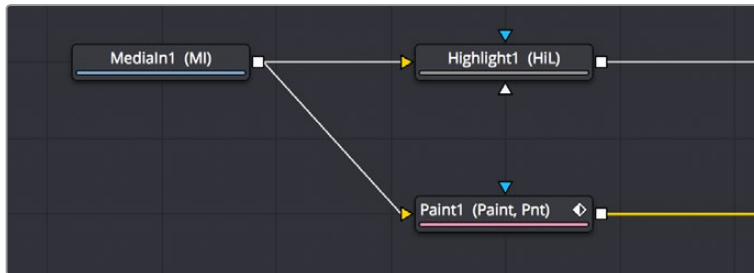 MediaIn1 (MI)
Highlight1 (HiL)
Paint1 (Paint, Pnt)